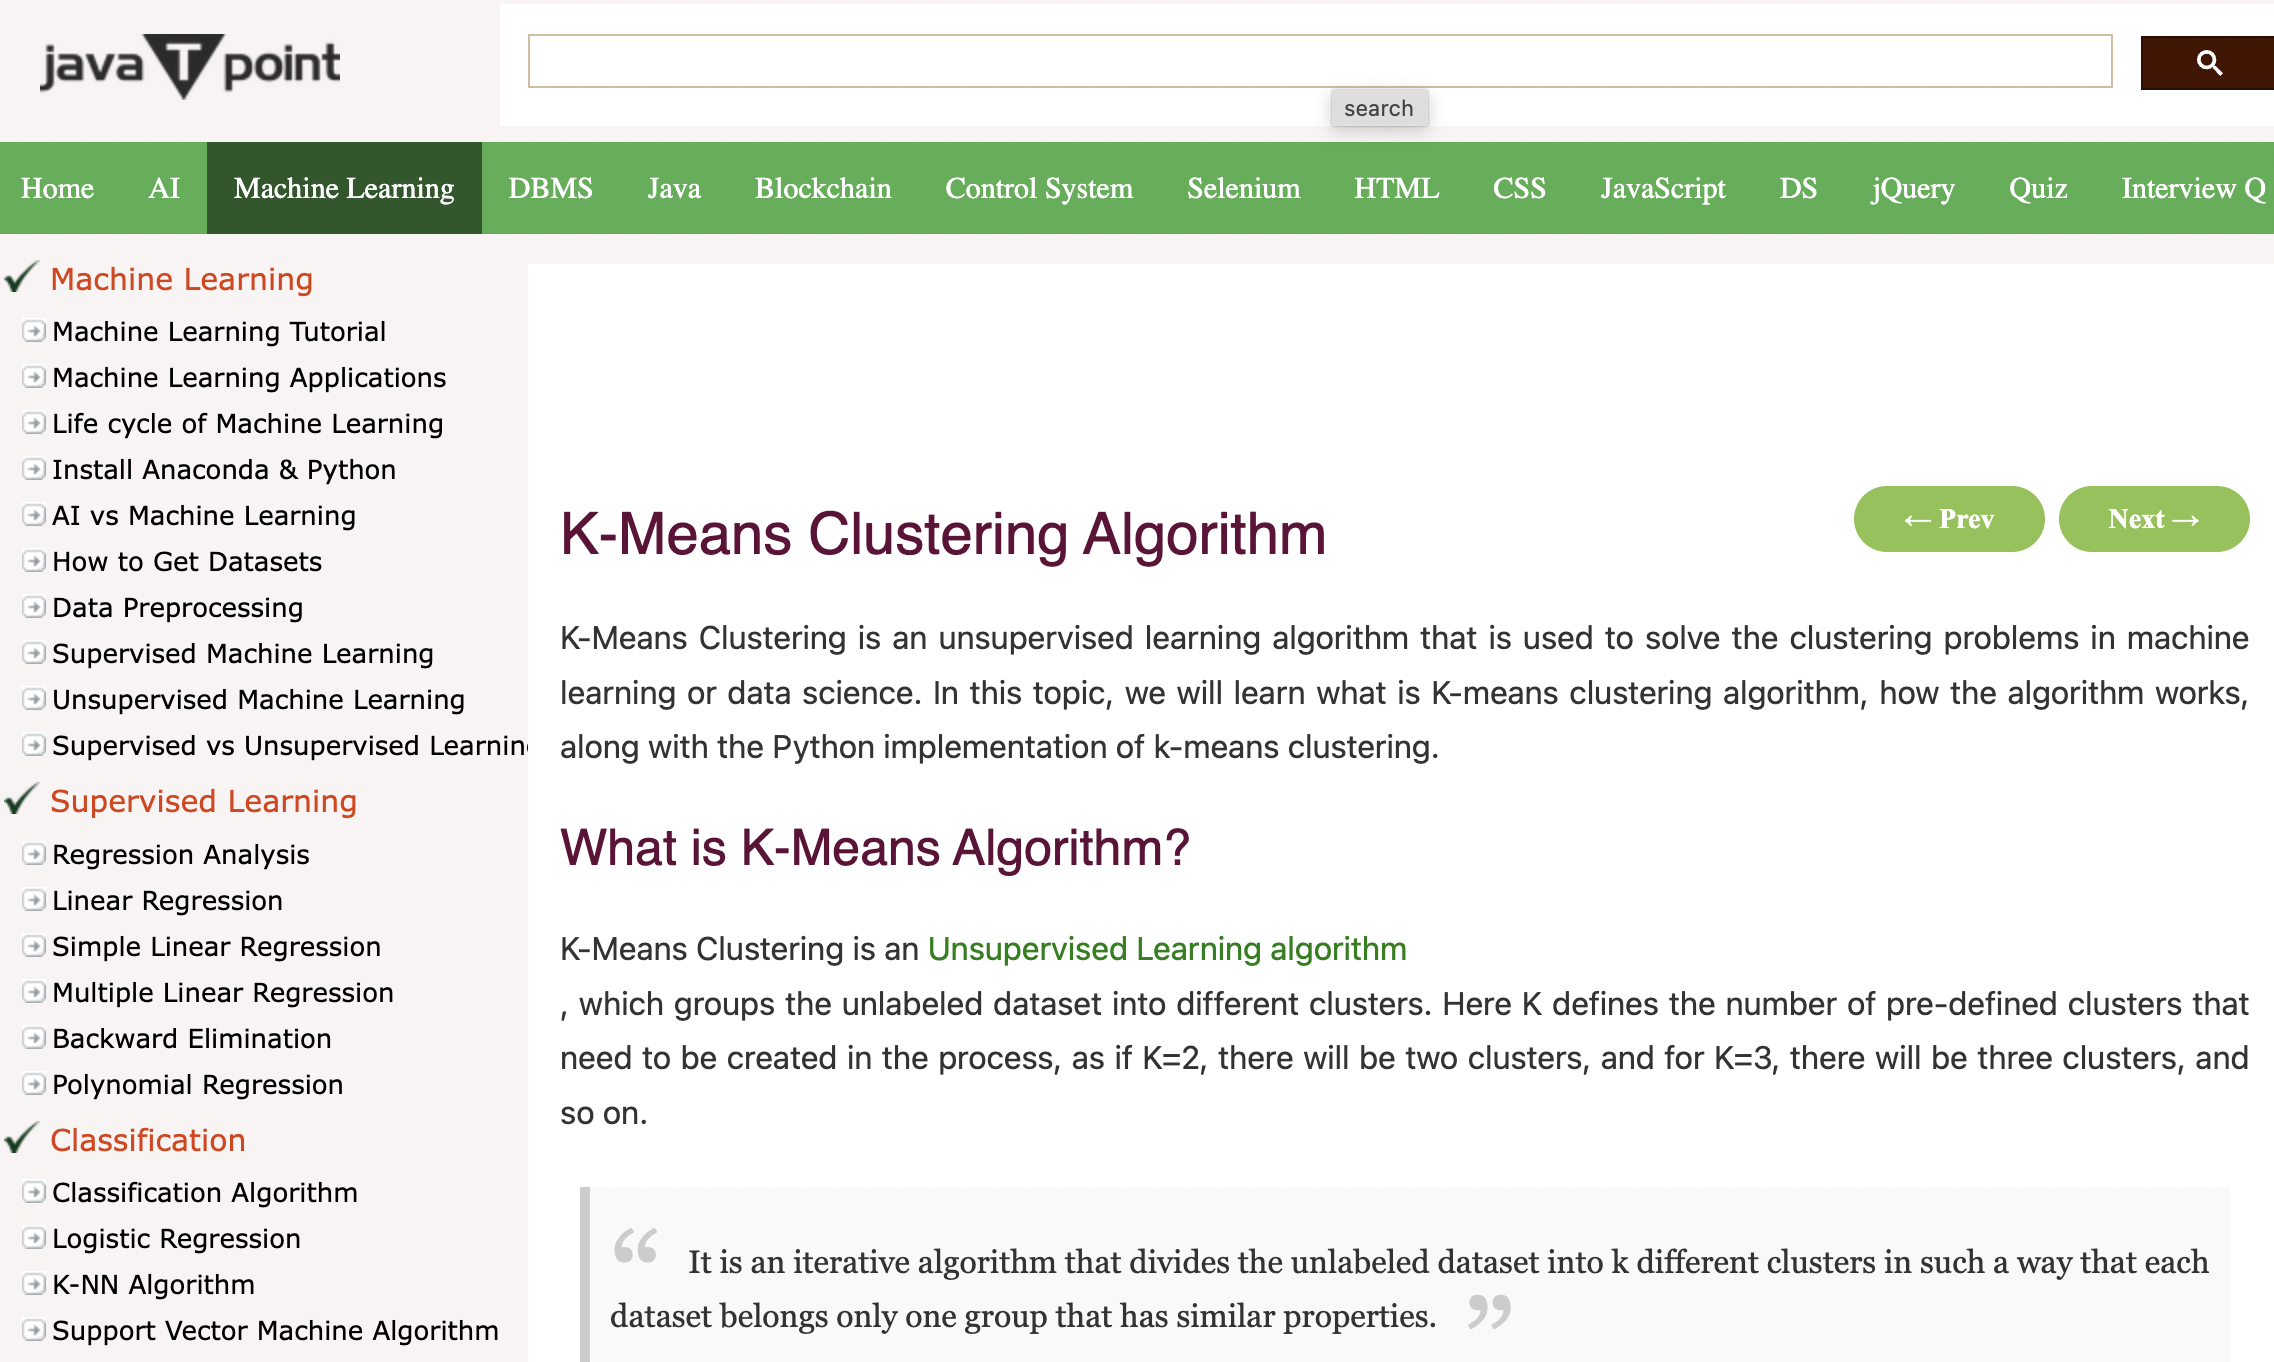 java T point
search
Home AI Machine Learning DBMS Java Blockchain Control System Selenium HTML CSS JavaScript DS jQuery Quiz Interview Q
Machine Learning
Machine Learning Tutorial
Machine Learning Applications
Life cycle of Machine Learning
Install Anaconda & Python
AI vs Machine Learning
How to Get Datasets
Data Preprocessing
Supervised Machine Learning
Unsupervised Machine Learning
Supervised vs Unsupervised Learnin
Supervised Learning
Regression Analysis
Linear Regression
Simple Linear Regression
Multiple Linear Regression
Backward Elimination
Polynomial Regression
Classification
Classification Algorithm
Logistic Regression
K-NN Algorithm
Support Vector Machine Algorithm
← Prev
Next →
K-Means Clustering Algorithm
K-Means Clustering is an unsupervised learning algorithm that is used to solve the clustering problems in machine
learning or data science. In this topic, we will learn what is K-means clustering algorithm, how the algorithm works,
along with the Python implementation of k-means clustering.
What is K-Means Algorithm?
K-Means Clustering is an Unsupervised Learning algorithm
, which groups the unlabeled dataset into different clusters. Here K defines the number of pre-defined clusters that
need to be created in the process, as if K=2, there will be two clusters, and for K=3, there will be three clusters, and
so on.
“ It is an iterative algorithm that divides the unlabeled dataset into k different clusters in such a way that each
dataset belongs only one group that has similar properties. ”